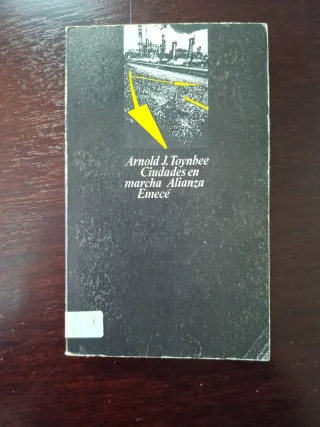 Arnold J. Toynbee
Ciudades en
marcha Alianza
Emecé